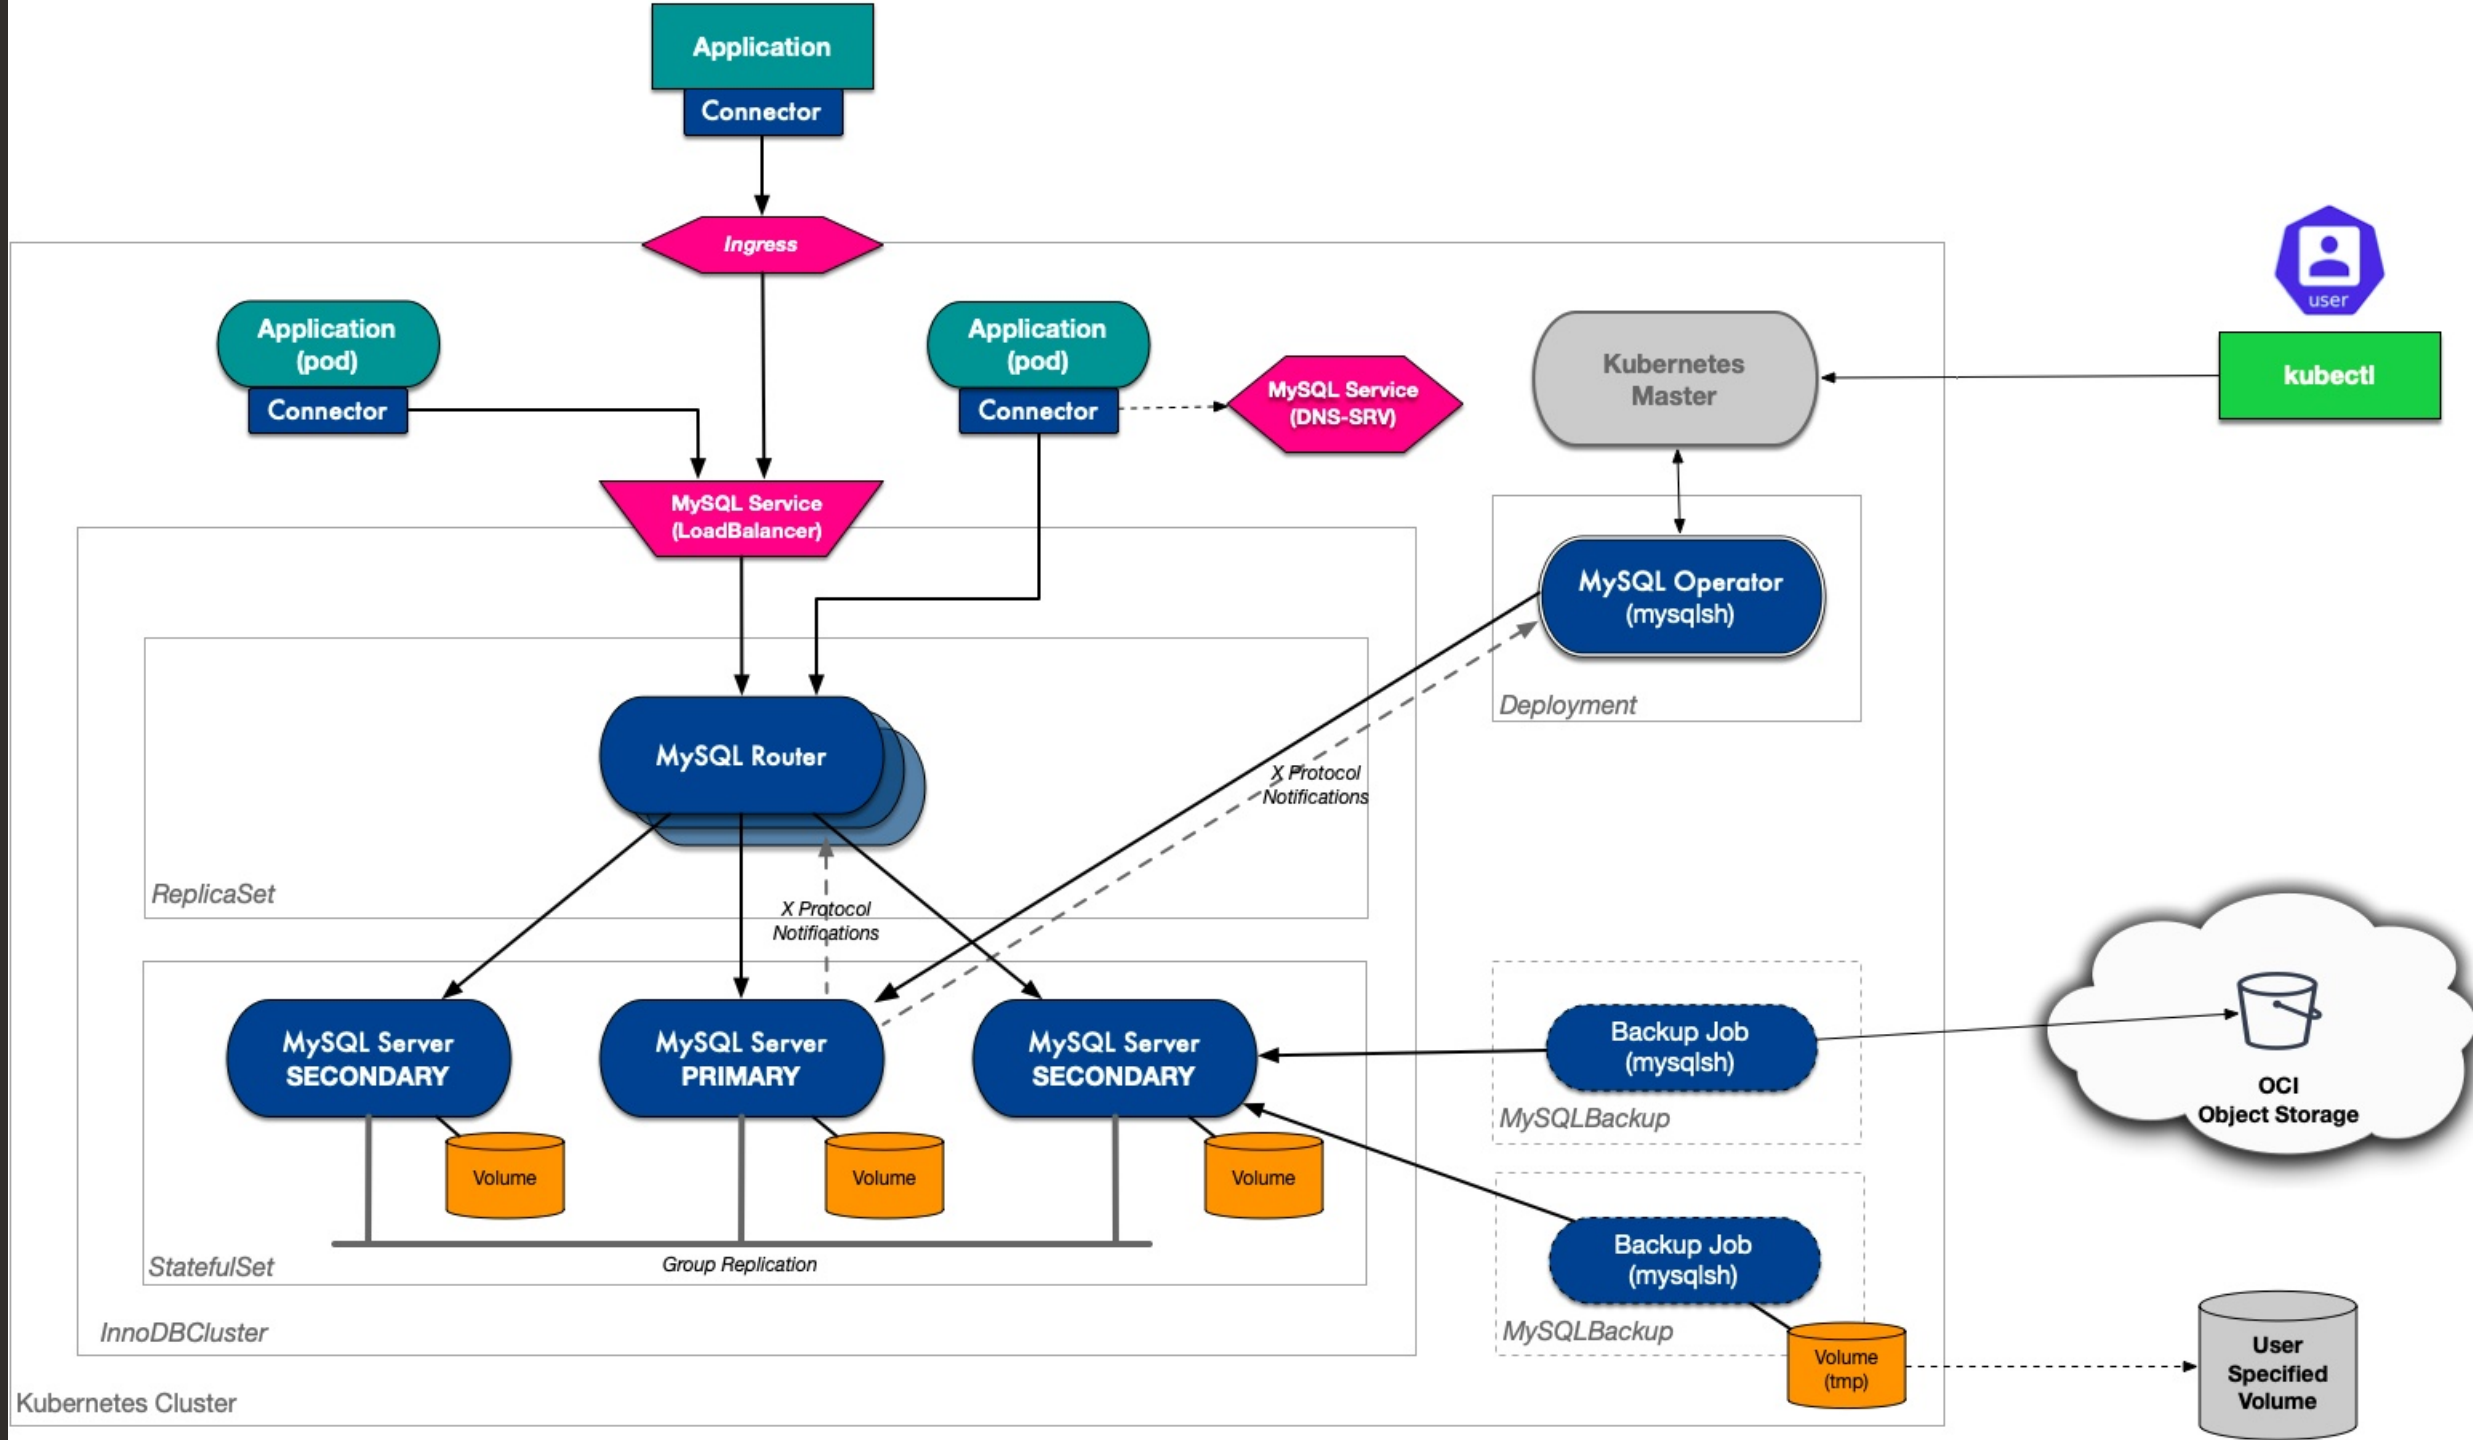 Application
Connector
Ingress
user
Application
(pod)
Connector
Application
(pod)
Connector
MySQL Service
(DNS-SRV)
Kubernetes
Master
kubectl
MySQL Service
(LoadBalancer)
MySQL Operator
(mysqlsh)
Deployment
MySQL Router
X Protocol
Notifications
ReplicaSet
X Protocol
Notifications
MySQL Server
SECONDARY
MySQL Server
PRIMARY
MySQL Server
SECONDARY
Backup Job
(mysqlsh)
MySQLBackup
OCI
Object Storage
Volume
Volume
Volume
Group Replication
StatefulSet
Backup Job
(mysqlsh)
MySQLBackup
InnoDBCluster
Volume
(tmp)
User
Specified
Volume
Kubernetes Cluster